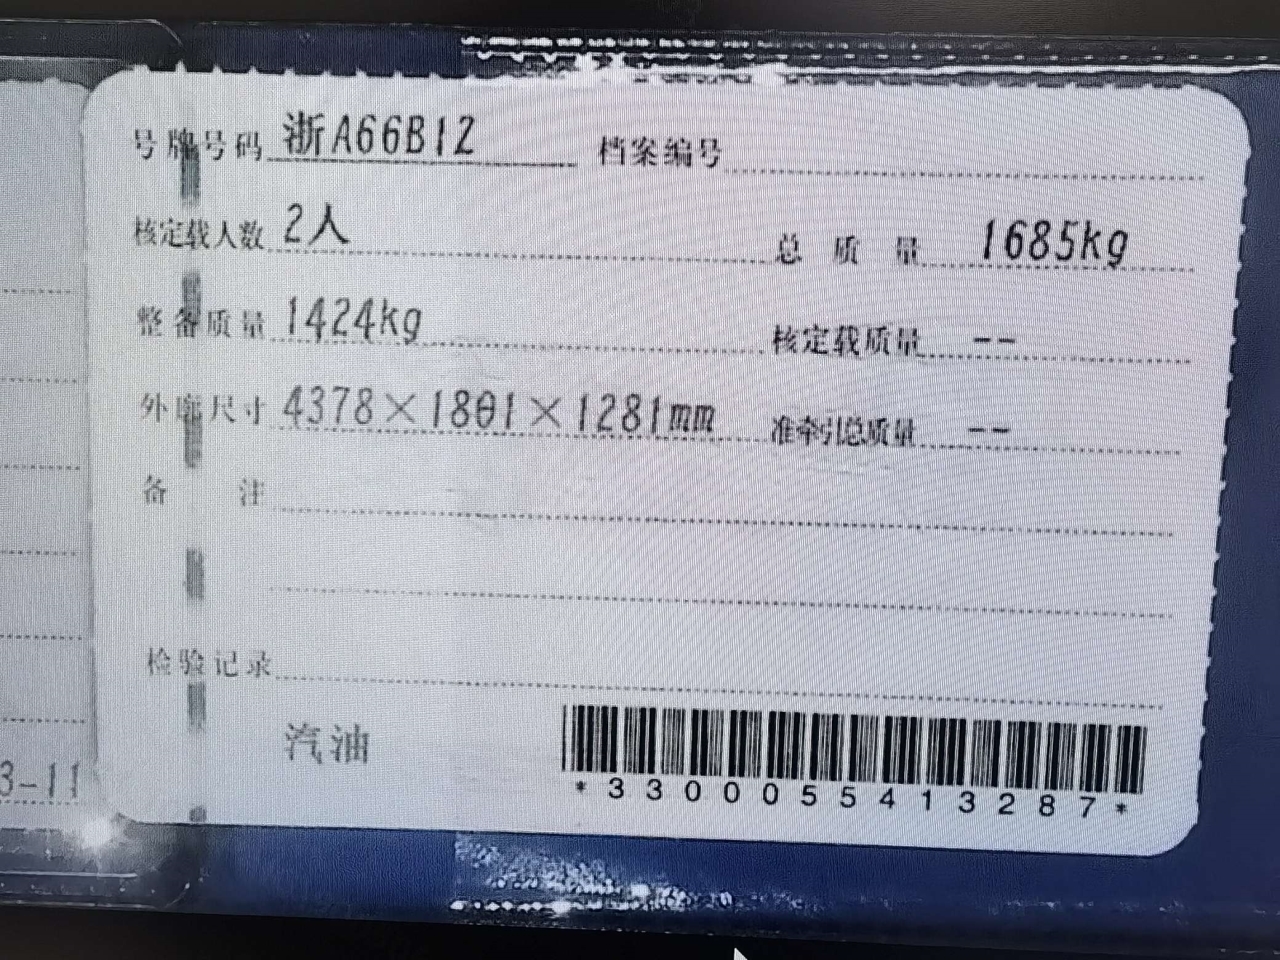 号牌号码 浙A66B12 档案编号
核定载人数 2人 总质量 1685kg
整备质量 1424kg 核定载质量 --
外廓尺寸 4378×1801×1281mm 准牵引总质量 --
备注
检验记录
汽油
*3300055413287*
3-11